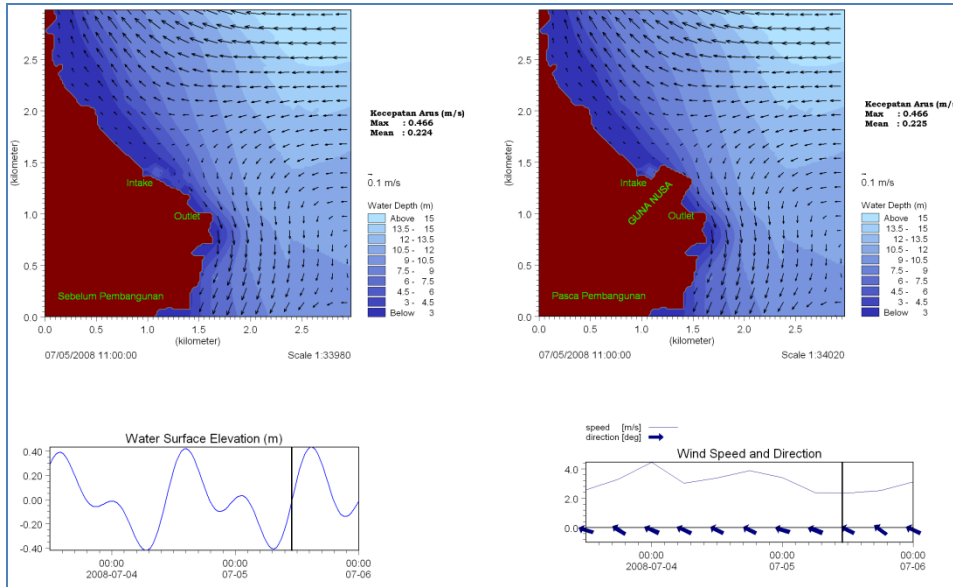 2.5
2.0
1.5
1.0
0.5
0.0
(kilometer)
0.0 0.5 1.0 1.5 2.0 2.5
(kilometer)
Intake
Outlet
Sebelum Pembangunan
07/05/2008 11:00:00 Scale 1:33980
Kecepatan Arus (m/s)
Max : 0.466
Mean : 0.224
0.1 m/s
Water Depth (m)
Above 15
13.5 - 15
12 - 13.5
10.5 - 12
9 - 10.5
7.5 - 9
6 - 7.5
4.5 - 6
3 - 4.5
Below 3
2.5
2.0
1.5
1.0
0.5
0.0
(kilometer)
0.0 0.5 1.0 1.5 2.0 2.5
(kilometer)
Intake
GUNA NUSA
Outlet
Pasca Pembangunan
07/05/2008 11:00:00 Scale 1:34020
Kecepatan Arus (m/s)
Max : 0.466
Mean : 0.225
0.1 m/s
Water Depth (m)
Above 15
13.5 - 15
12 - 13.5
10.5 - 12
9 - 10.5
7.5 - 9
6 - 7.5
4.5 - 6
3 - 4.5
Below 3
Water Surface Elevation (m)
0.40
0.20
0.00
-0.20
-0.40
00:00 00:00 00:00
2008-07-04 07-05 07-06
speed [m/s]
direction [deg]
Wind Speed and Direction
4.0
2.0
0.0
00:00 00:00 00:00
2008-07-04 07-05 07-06